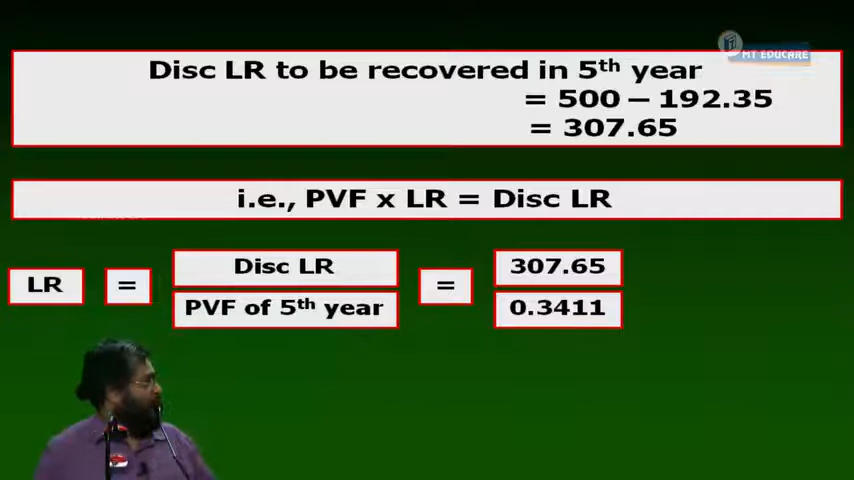 MT EDUCARE
Disc LR to be recovered in 5th year
= 500 – 192.35
= 307.65
i.e., PVF x LR = Disc LR
LR = Disc LR = 307.65
PVF of 5th year 0.3411